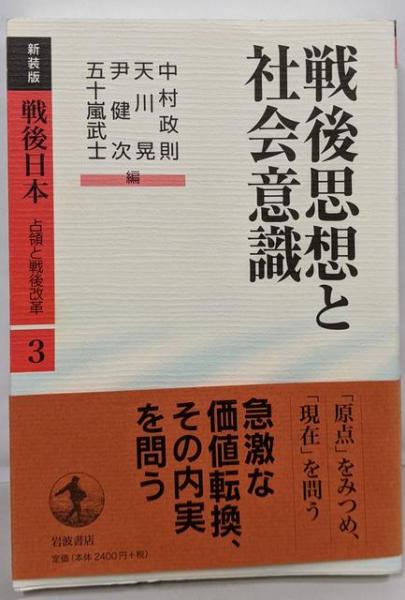 戦後思想と
社会意識
中村政則
天川晃
尹健次
五十嵐武士
編
新装版
戦後日本
占領と戦後改革
3
「原点」をみつめ、
「現在」を問う
急激な
価値転換、
その内実
を問う
岩波書店
定価(本体2400円+税)